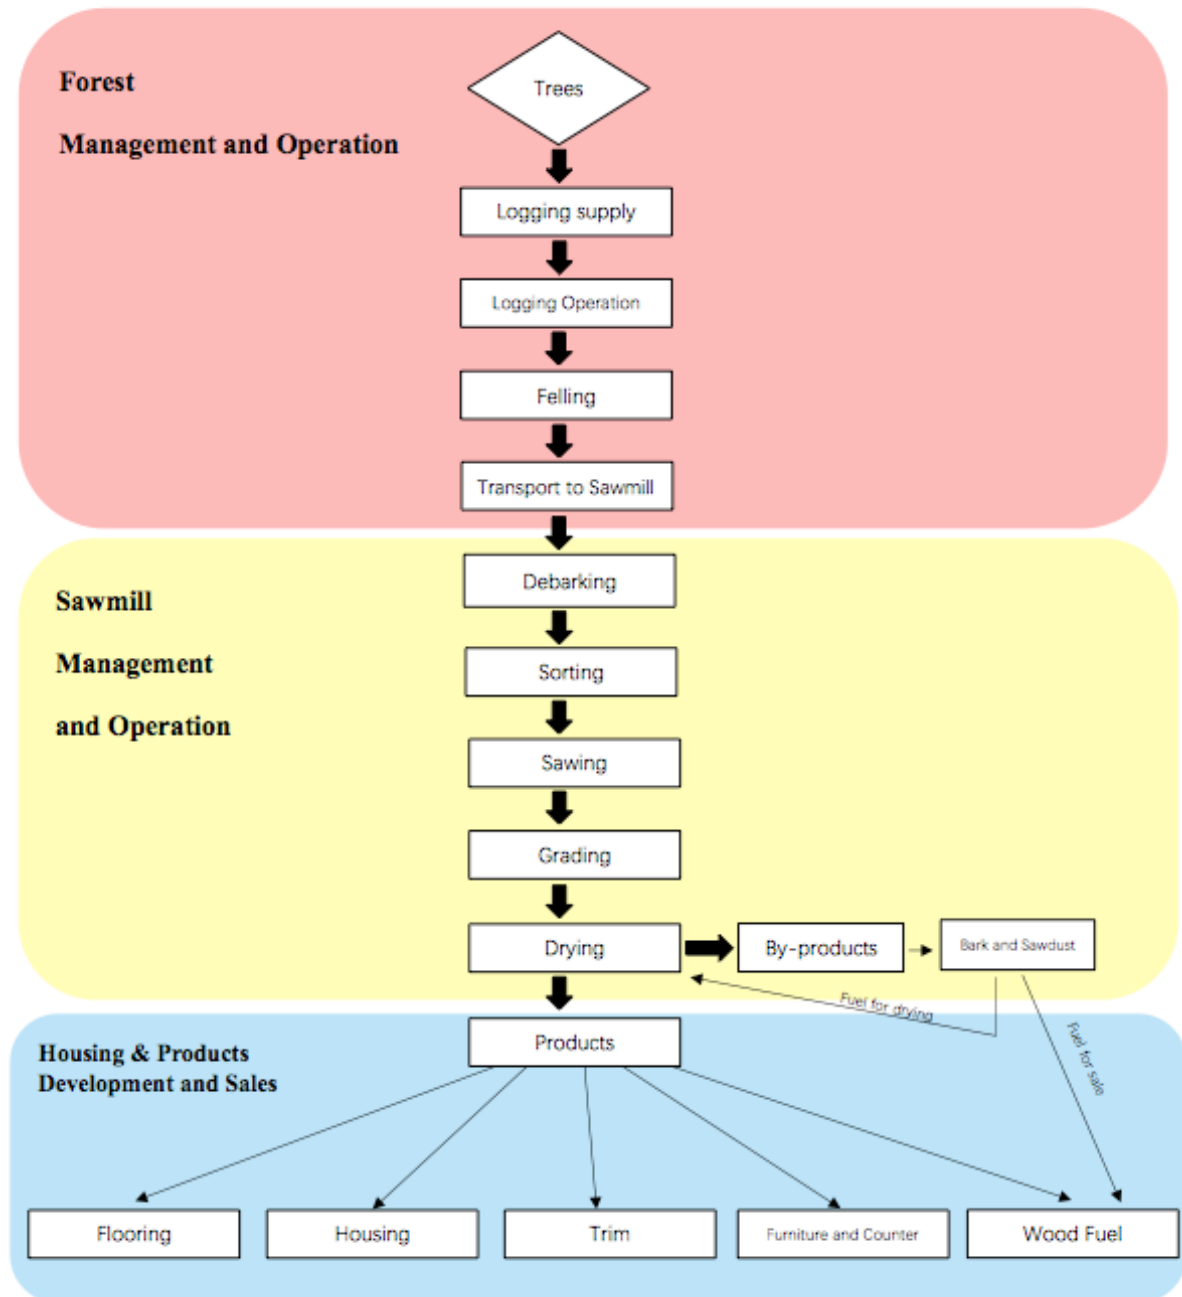 Forest
Management and Operation
Trees
Logging supply
Logging Operation
Felling
Transport to Sawmill
Sawmill
Management
and Operation
Debarking
Sorting
Sawing
Grading
Drying
By-products
Bark and Sawdust
Fuel for drying
Fuel for sale
Housing & Products
Development and Sales
Products
Flooring
Housing
Trim
Furniture and Counter
Wood Fuel